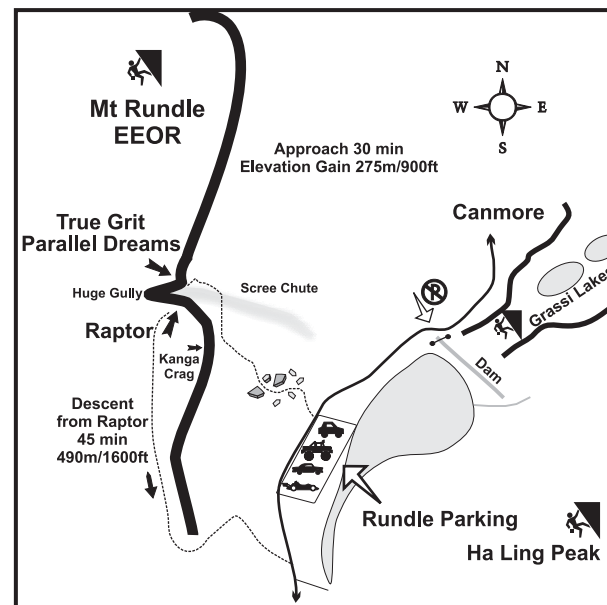 Mt Rundle
EEOR
N
W E
S
Approach 30 min
Elevation Gain 275m/900ft
Canmore
True Grit
Parallel Dreams
Grassi Lakes
Huge Gully
Scree Chute
P
Raptor
Kanga
Crag
Dam
Descent
from Raptor
45 min
490m/1600ft
Rundle Parking
Ha Ling Peak